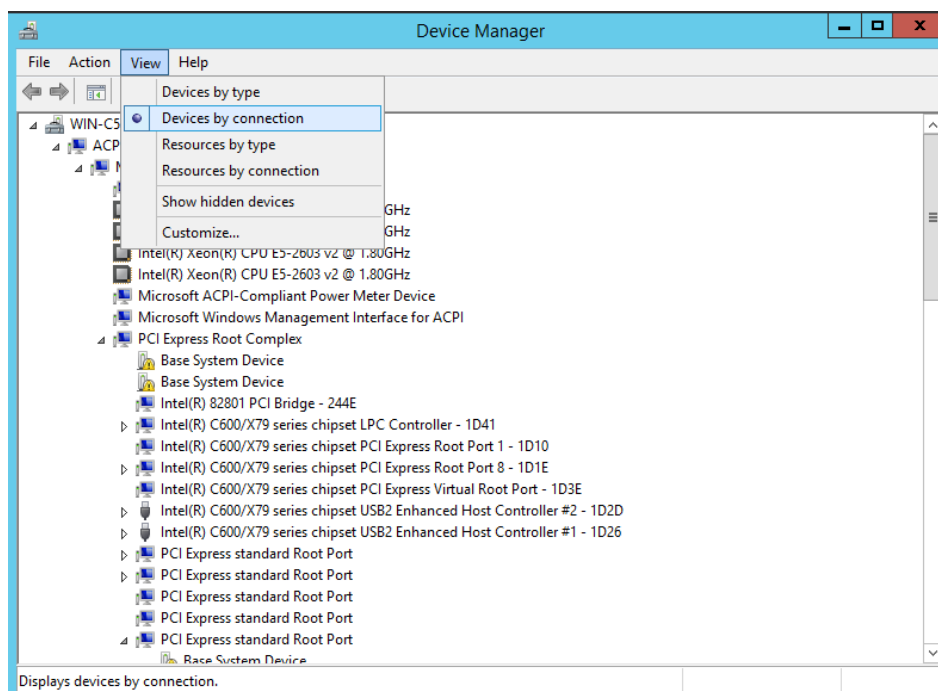 Device Manager
File Action View Help
Devices by type
Devices by connection
Resources by type
Resources by connection
Show hidden devices
Customize...
WIN-C5
ACP
GHz
GHz
Intel(R) Xeon(R) CPU E5-2603 v2 @ 1.80GHz
Intel(R) Xeon(R) CPU E5-2603 v2 @ 1.80GHz
Microsoft ACPI-Compliant Power Meter Device
Microsoft Windows Management Interface for ACPI
PCI Express Root Complex
Base System Device
Base System Device
Intel(R) 82801 PCI Bridge - 244E
Intel(R) C600/X79 series chipset LPC Controller - 1D41
Intel(R) C600/X79 series chipset PCI Express Root Port 1 - 1D10
Intel(R) C600/X79 series chipset PCI Express Root Port 8 - 1D1E
Intel(R) C600/X79 series chipset PCI Express Virtual Root Port - 1D3E
Intel(R) C600/X79 series chipset USB2 Enhanced Host Controller #2 - 1D2D
Intel(R) C600/X79 series chipset USB2 Enhanced Host Controller #1 - 1D26
PCI Express standard Root Port
PCI Express standard Root Port
PCI Express standard Root Port
PCI Express standard Root Port
PCI Express standard Root Port
Base System Device
Displays devices by connection.